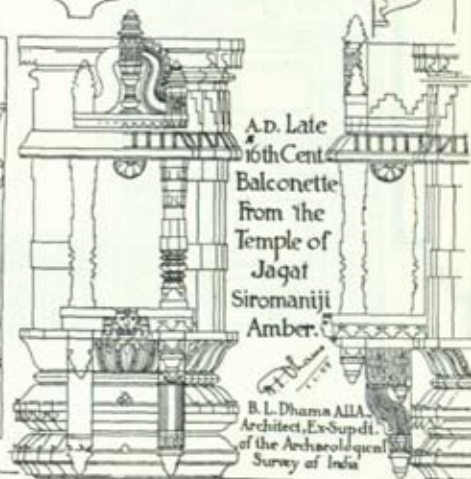 A.D. Late
16th Cent.
Balconette
From the
Temple of
Jagat
Siromaniji
Amber.
B. L. Dhama
B. L. Dhama A.I.I.A.,
Architect, Ex-Supdt.
of the Archaeological
Survey of India